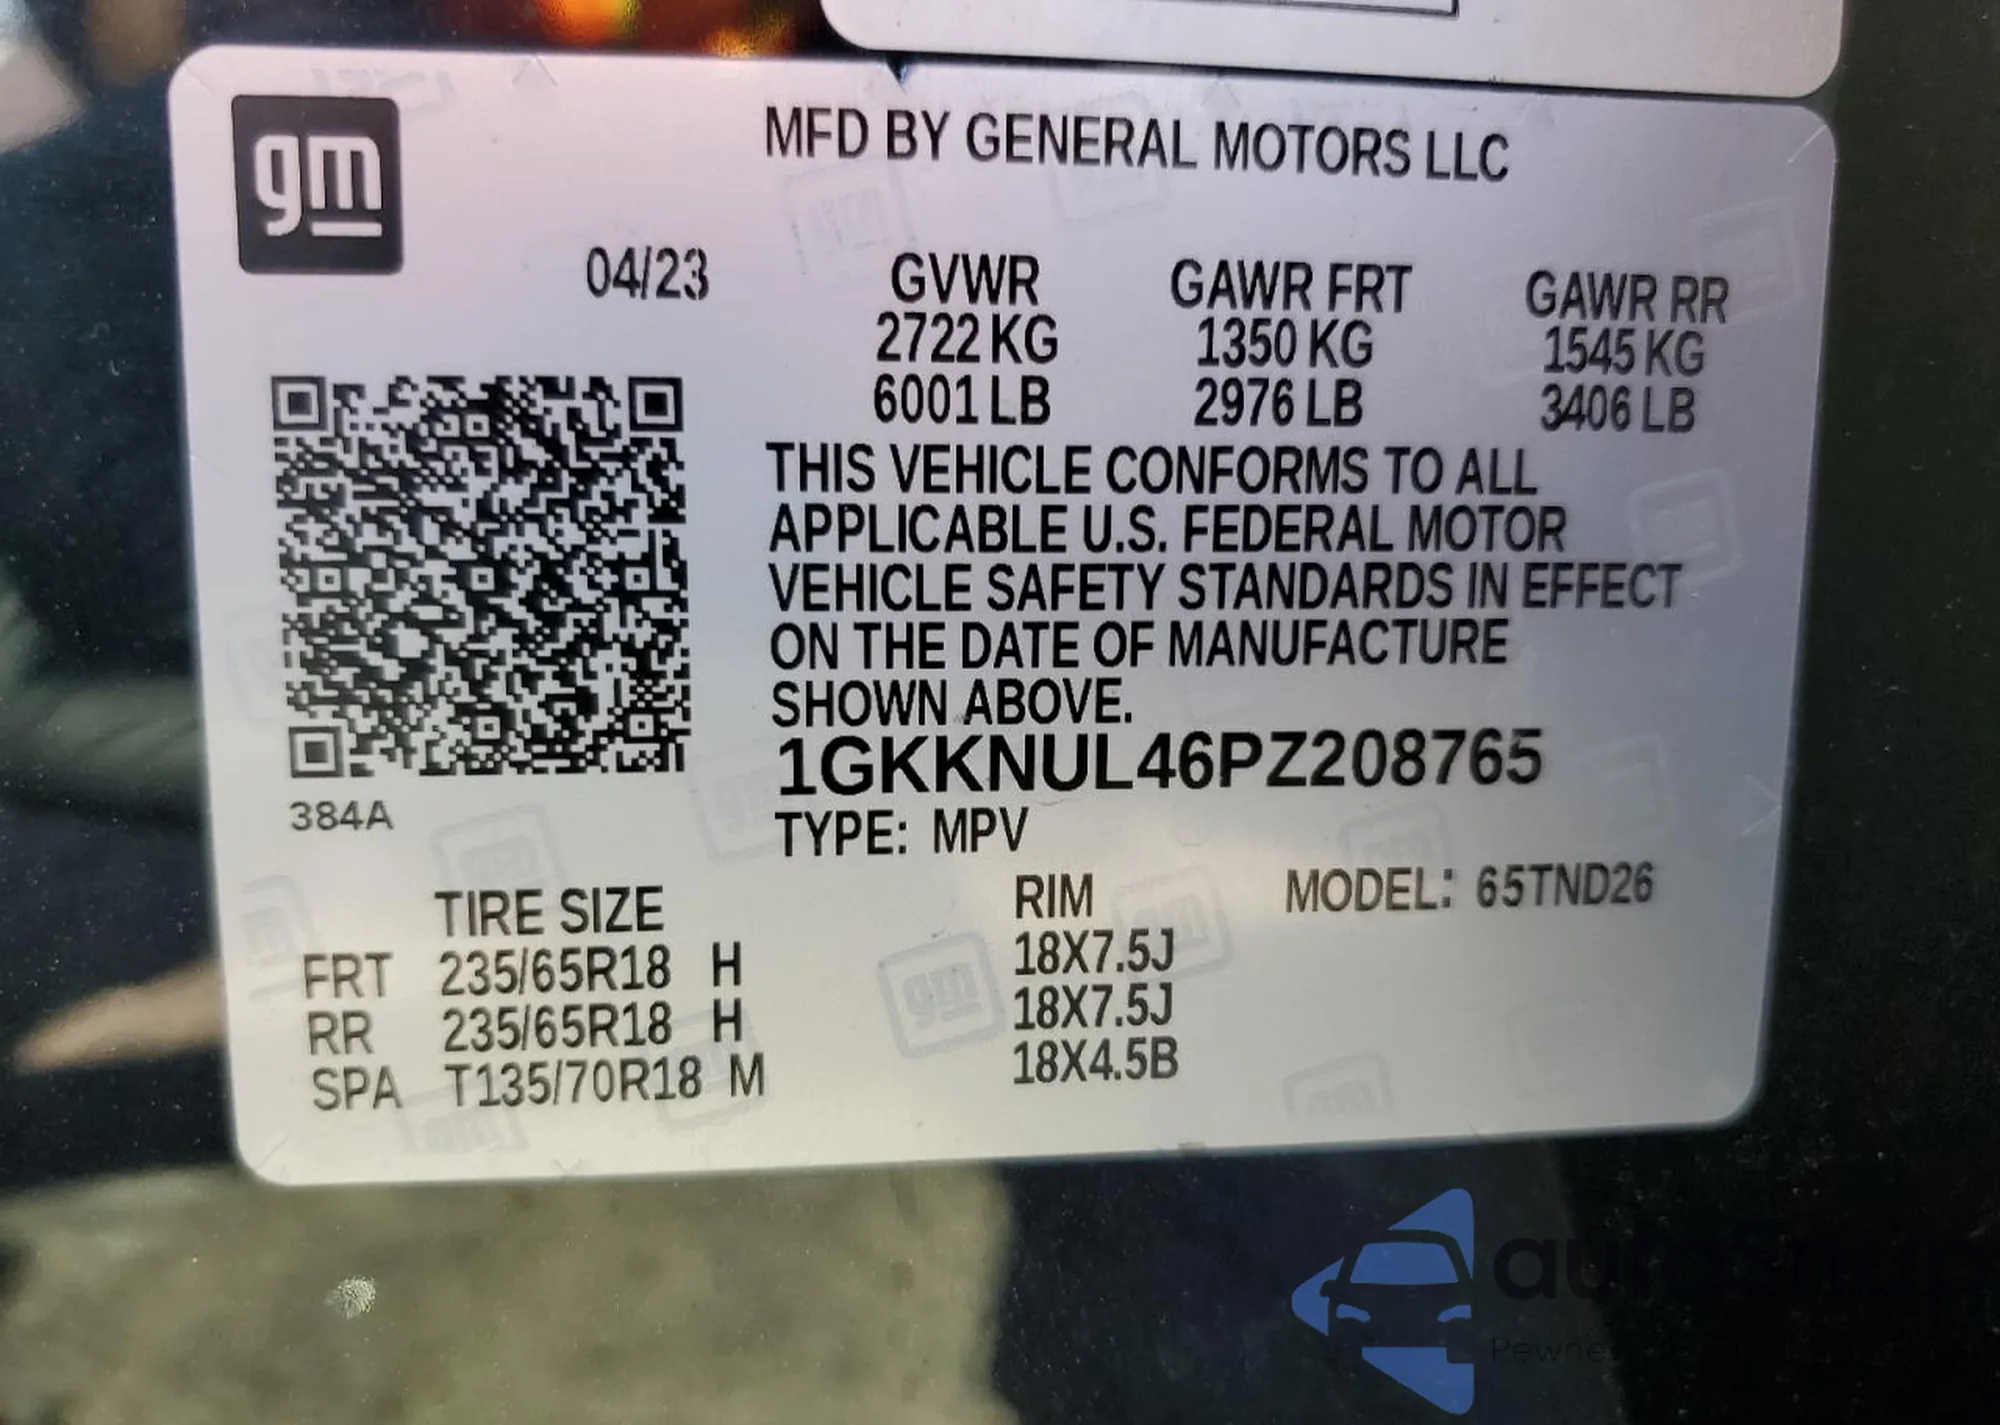 gm
MFD BY GENERAL MOTORS LLC
04/23
GVWR GAWR FRT GAWR RR
2722 KG 1350 KG 1545 KG
6001 LB 2976 LB 3406 LB
THIS VEHICLE CONFORMS TO ALL
APPLICABLE U.S. FEDERAL MOTOR
VEHICLE SAFETY STANDARDS IN EFFECT
ON THE DATE OF MANUFACTURE
SHOWN ABOVE.
1GKKNUL46PZ208765
384A
TYPE: MPV
TIRE SIZE RIM MODEL: 65TND26
FRT 235/65R18 H 18X7.5J
RR 235/65R18 H 18X7.5J
SPA T135/70R18 M 18X4.5B